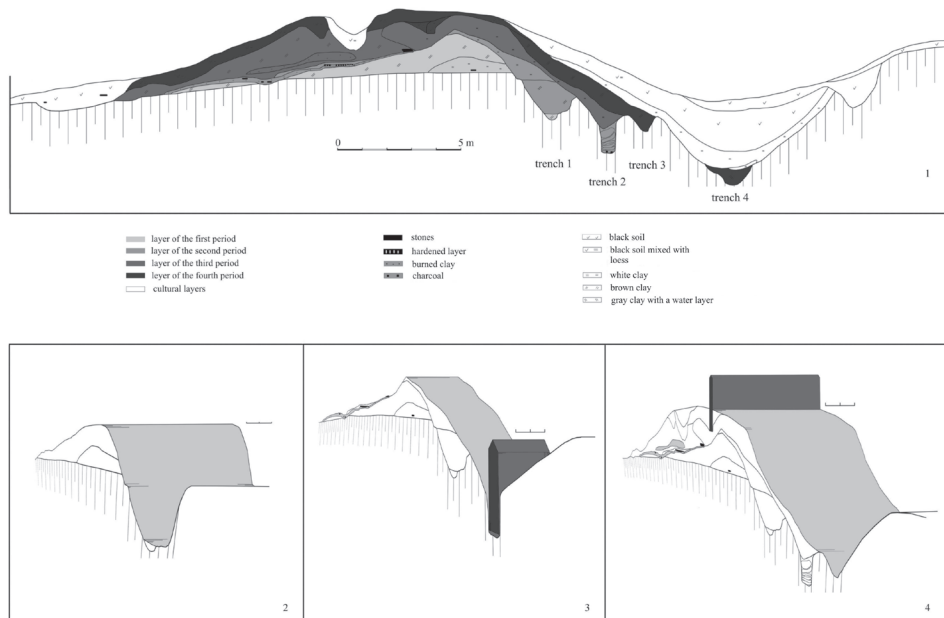 0 5 m
trench 1
trench 2
trench 3
trench 4
1
layer of the first period
layer of the second period
layer of the third period
leyer of the fourth period
cultural layers
stones
hardened layer
burned clay
charcoal
black soil
black soil mixed with
loess
white clay
brown clay
gray clay with a water layer
2
3
4